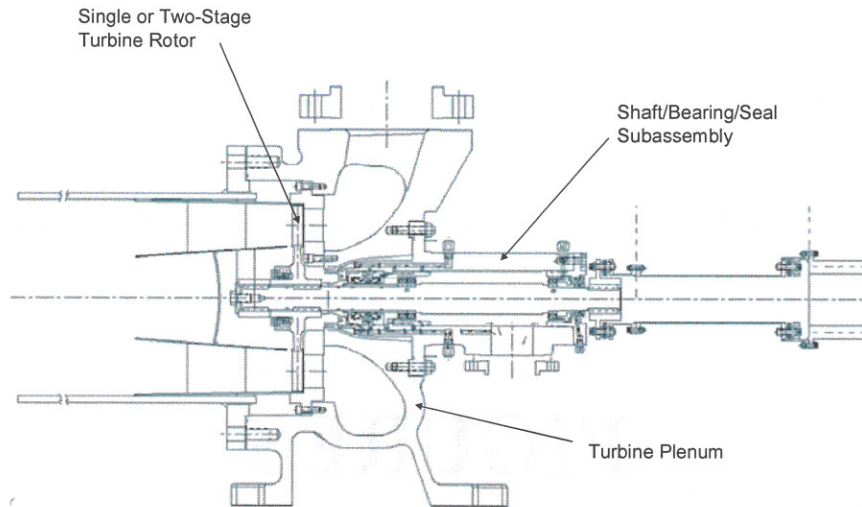 Single or Two-Stage
Turbine Rotor
Shaft/Bearing/Seal
Subassembly
Turbine Plenum